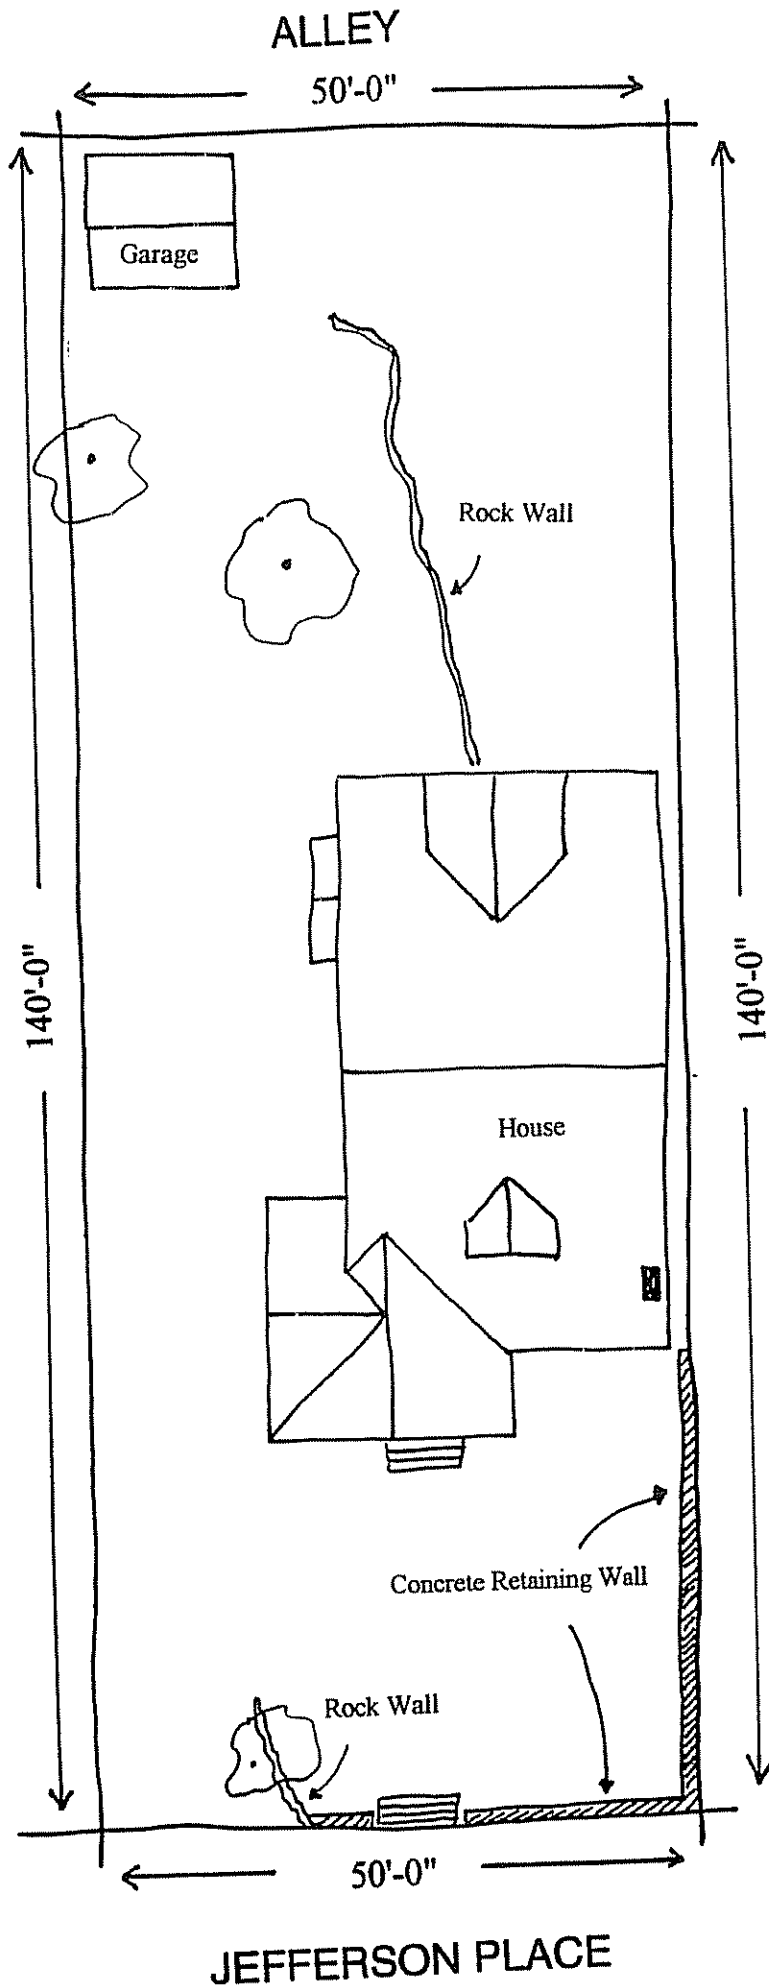 ALLEY
50'-0"
Garage
Rock Wall
140'-0"
140'-0"
House
Concrete Retaining Wall
Rock Wall
50'-0"
JEFFERSON PLACE